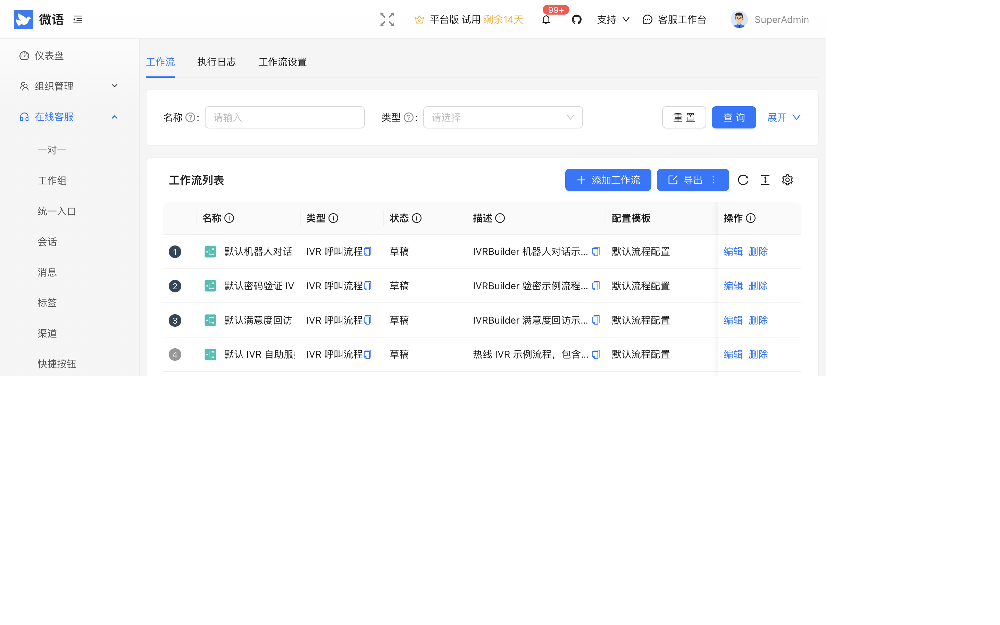 微语
平台版 试用 剩余14天
99+
支持
客服工作台
SuperAdmin
仪表盘
组织管理
在线客服
一对一
工作组
统一入口
会话
消息
标签
渠道
快捷按钮
工作流 执行日志 工作流设置
名称 ?: 请输入 类型 ?: 请选择 重 置 查 询 展开
工作流列表 添加工作流 导出
名称 类型 状态 描述 配置模板 操作
1 默认机器人对话 IVR 呼叫流程 草稿 IVRBuilder 机器人对话示... 默认流程配置 编辑 删除
2 默认密码验证 IV IVR 呼叫流程 草稿 IVRBuilder 验密示例流程... 默认流程配置 编辑 删除
3 默认满意度回访 IVR 呼叫流程 草稿 IVRBuilder 满意度回访示... 默认流程配置 编辑 删除
4 默认 IVR 自助服 IVR 呼叫流程 草稿 热线 IVR 示例流程，包含... 默认流程配置 编辑 删除